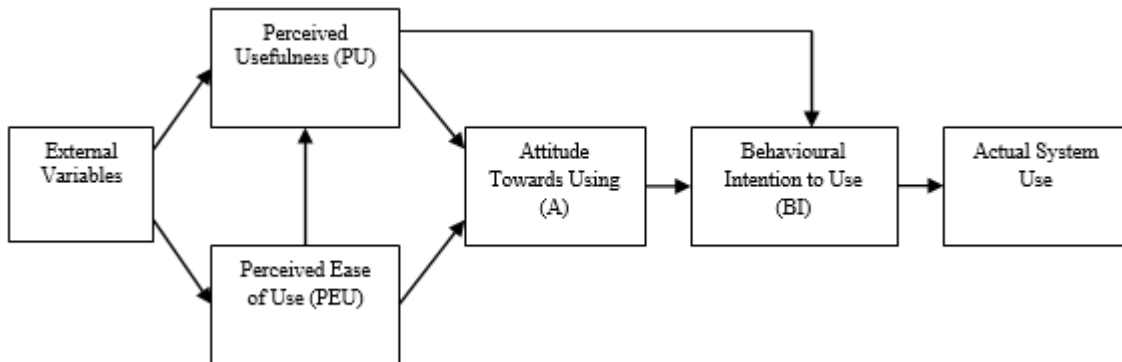 Perceived
Usefulness (PU)
External
Variables
Perceived Ease
of Use (PEU)
Attitude
Towards Using
(A)
Behavioural
Intention to Use
(BI)
Actual System
Use